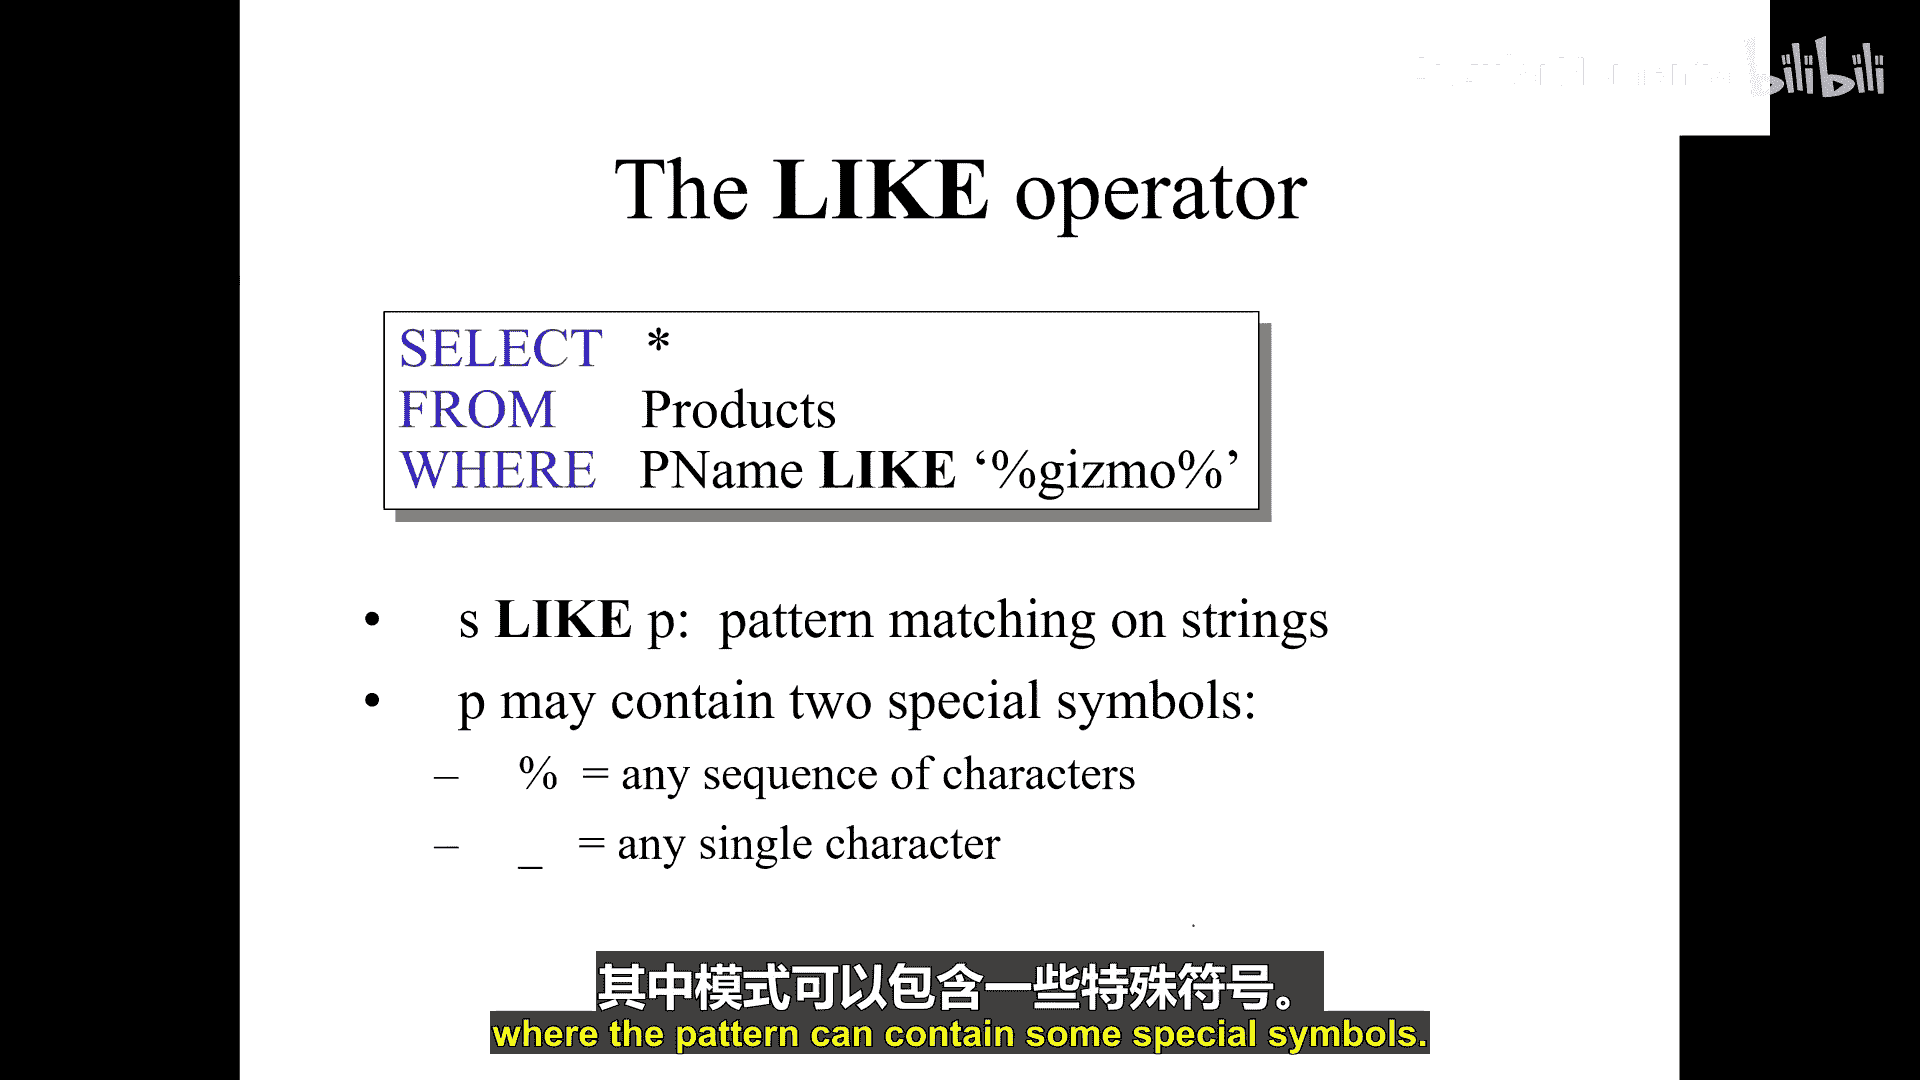 bilibili
The LIKE operator
SELECT *
FROM Products
WHERE PName LIKE ‘%gizmo%’
• s LIKE p: pattern matching on strings
• p may contain two special symbols:
– % = any sequence of characters
– _ = any single character
其中模式可以包含一些特殊符号。
where the pattern can contain some special symbols.